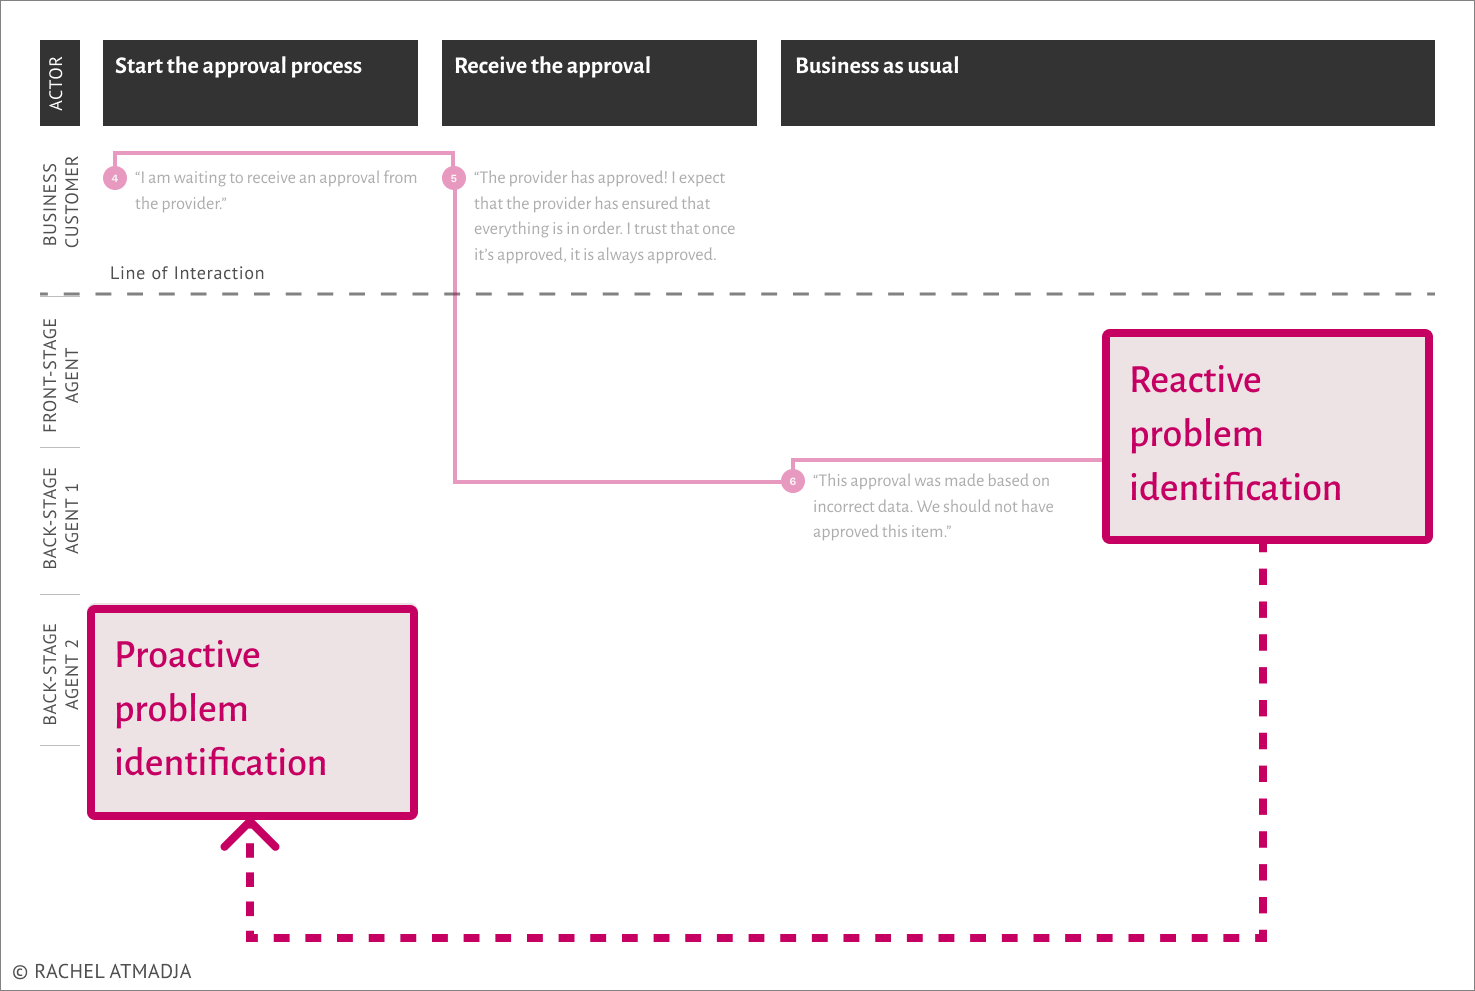 ACTOR
Start the approval process
Receive the approval
Business as usual
BUSINESS
CUSTOMER
4
“I am waiting to receive an approval from
the provider.”
5
“The provider has approved! I expect
that the provider has ensured that
everything is in order. I trust that once
it’s approved, it is always approved.
Line of Interaction
FRONT-STAGE
AGENT
Reactive
problem
identification
BACK-STAGE
AGENT 1
6
“This approval was made based on
incorrect data. We should not have
approved this item.”
BACK-STAGE
AGENT 2
Proactive
problem
identification
© RACHEL ATMADJA